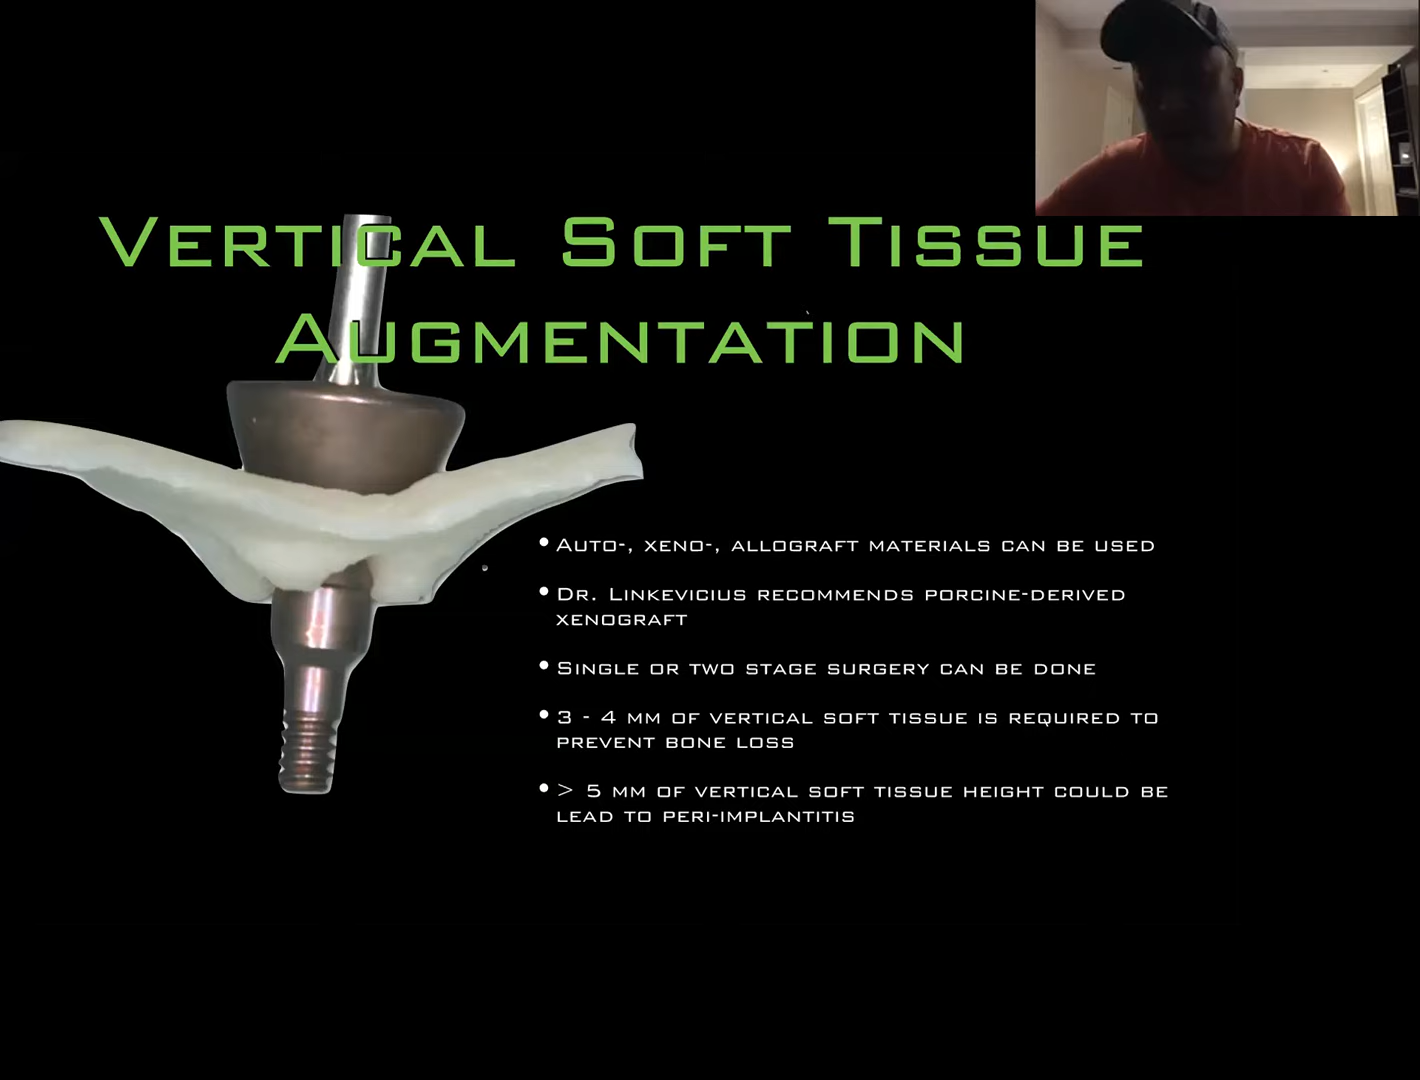 Vertical Soft Tissue
Augmentation
• Auto-, xeno-, allograft materials can be used
• Dr. Linkevicius recommends porcine-derived
xenograft
• Single or two stage surgery can be done
• 3 - 4 mm of vertical soft tissue is required to
prevent bone loss
• > 5 mm of vertical soft tissue height could be
lead to peri-implantitis